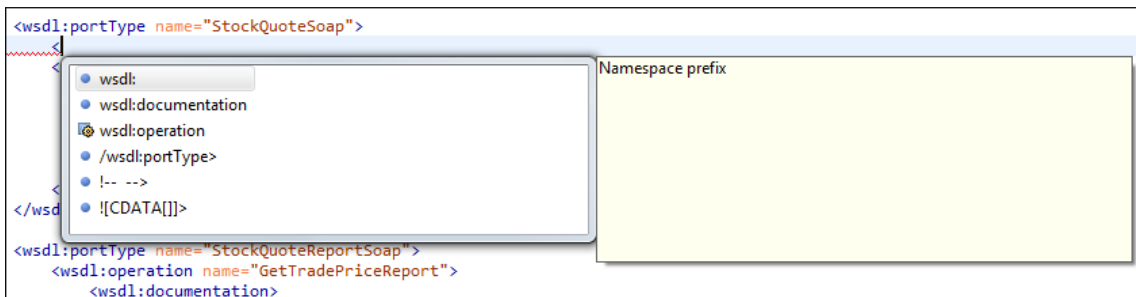 <wsdl:portType name="StockQuoteSoap">
<
wsdl:
Namespace prefix
<
wsdl:documentation
wsdl:operation
/wsdl:portType>
!-- -->
<
![CDATA[]]>
</wsd
<wsdl:portType name="StockQuoteReportSoap">
<wsdl:operation name="GetTradePriceReport">
<wsdl:documentation>